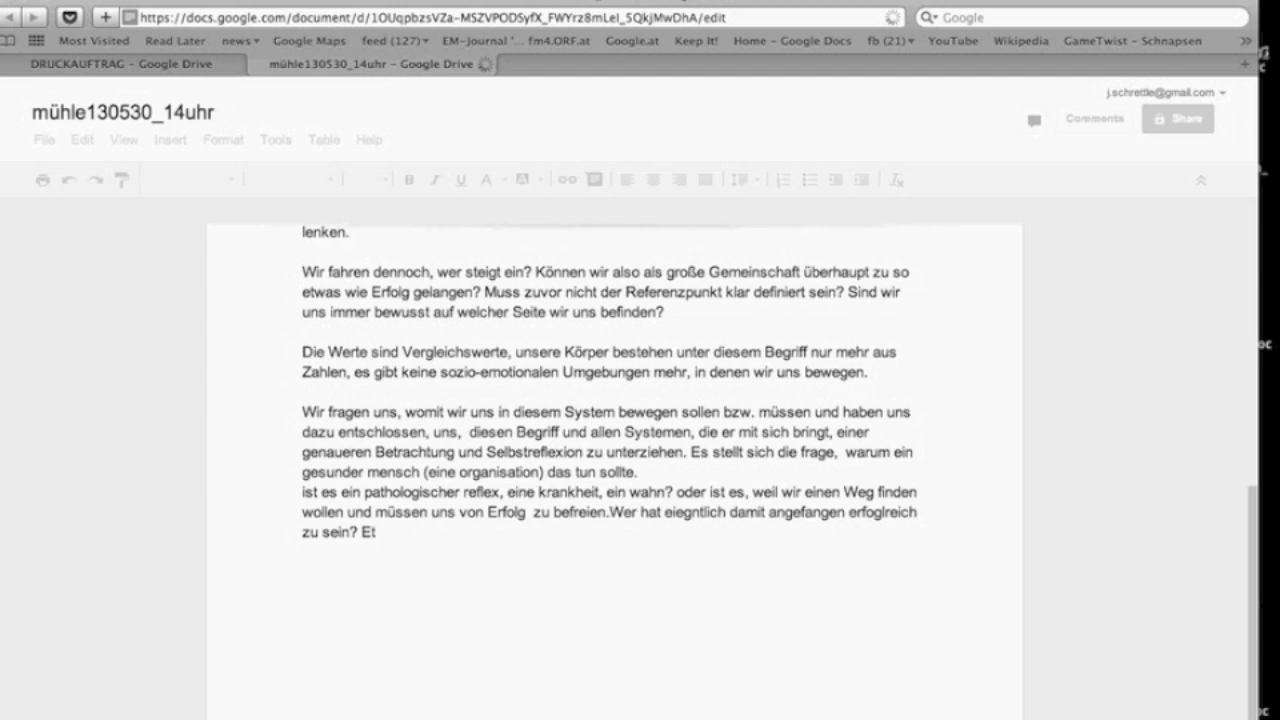 https://docs.google.com/document/d/1OUqpbzsVZa-MSZVPODSyfX_FWYrz8mLeI_5QkjMwDhA/edit
Google
Most Visited Read Later news Google Maps feed (127) EM-Journal '... fm4.ORF.at Google.at Keep It! Home - Google Docs fb (21) YouTube Wikipedia GameTwist - Schnapsen
DRUCKAUFTRAG - Google Drive mühle130530_14uhr - Google Drive
j.schrettle@gmail.com
mühle130530_14uhr
Comments Share
File Edit View Insert Format Tools Table Help
lenken.
Wir fahren dennoch, wer steigt ein? Können wir also als große Gemeinschaft überhaupt zu so
etwas wie Erfolg gelangen? Muss zuvor nicht der Referenzpunkt klar definiert sein? Sind wir
uns immer bewusst auf welcher Seite wir uns befinden?
Die Werte sind Vergleichswerte, unsere Körper bestehen unter diesem Begriff nur mehr aus
Zahlen, es gibt keine sozio-emotionalen Umgebungen mehr, in denen wir uns bewegen.
Wir fragen uns, womit wir uns in diesem System bewegen sollen bzw. müssen und haben uns
dazu entschlossen, uns,  diesen Begriff und allen Systemen, die er mit sich bringt, einer
genaueren Betrachtung und Selbstreflexion zu unterziehen. Es stellt sich die frage,  warum ein
gesunder mensch (eine organisation) das tun sollte.
ist es ein pathologischer reflex, eine krankheit, ein wahn? oder ist es, weil wir einen Weg finden
wollen und müssen uns von Erfolg  zu befreien.Wer hat eiegntlich damit angefangen erfoglreich
zu sein? Et